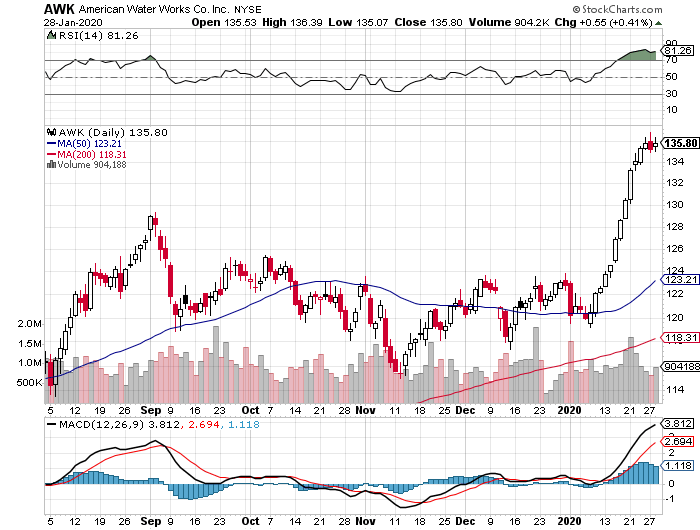 AWK American Water Works Co. Inc. NYSE © StockCharts.com
28-Jan-2020 Open 135.53 High 136.39 Low 135.07 Close 135.80 Volume 904.2K Chg +0.55 (+0.41%)
RSI(14) 81.26
90
81.26
70
50
30
10
AWK (Daily) 135.80
MA(50) 123.21
MA(200) 118.31
Volume 904,188
135.80
134
132
130
128
126
124
123.21
122
120
118.31
904188
114
2.0M
1.5M
1.0M
500K
5 12 19 26 Sep 9 16 23 Oct 7 14 21 28 Nov 11 18 25 Dec 9 16 23 2020 13 21 27
MACD(12,26,9) 3.812, 2.694, 1.118
3.812
2.694
2
1.118
0
-1
5 12 19 26 Sep 9 16 23 Oct 7 14 21 28 Nov 11 18 25 Dec 9 16 23 2020 13 21 27